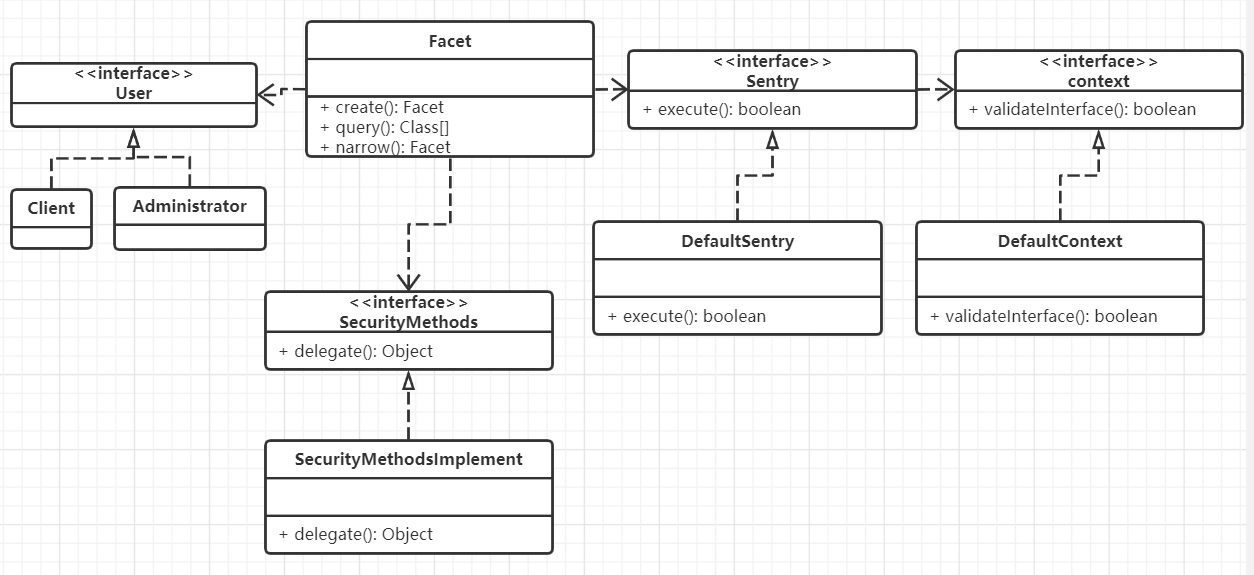 Facet
+ create(): Facet
+ query(): Class[]
+ narrow(): Facet
<<interface>>
User
<<interface>>
Sentry
+ execute(): boolean
<<interface>>
context
+ validateInterface(): boolean
Client
Administrator
DefaultSentry
+ execute(): boolean
DefaultContext
+ validateInterface(): boolean
<<interface>>
SecurityMethods
+ delegate(): Object
SecurityMethodsImplement
+ delegate(): Object